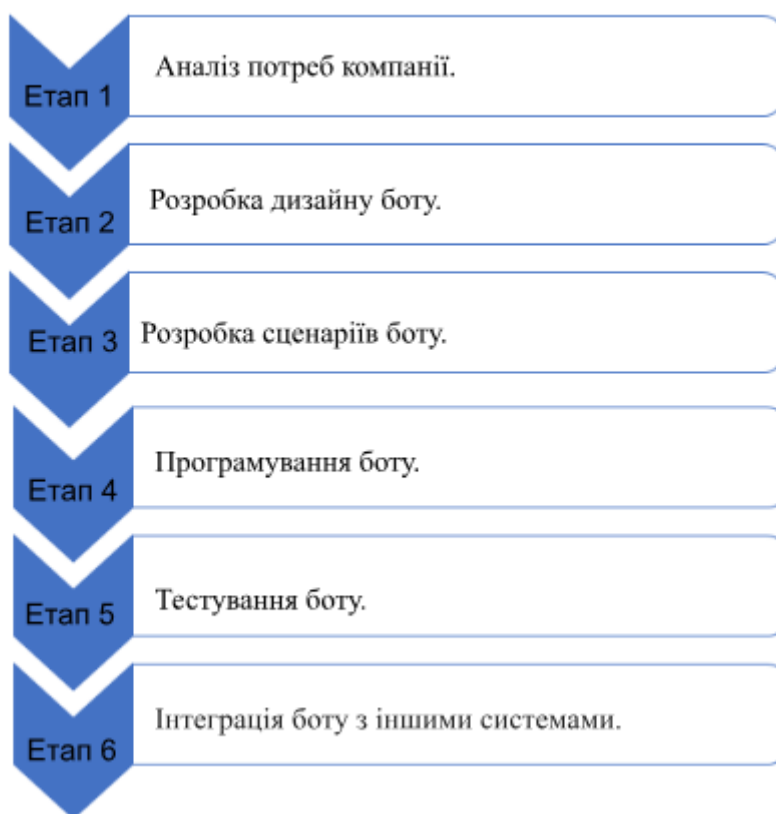 Етап 1
Аналіз потреб компанії.
Етап 2
Розробка дизайну боту.
Етап 3
Розробка сценаріїв боту.
Етап 4
Програмування боту.
Етап 5
Тестування боту.
Етап 6
Інтеграція боту з іншими системами.